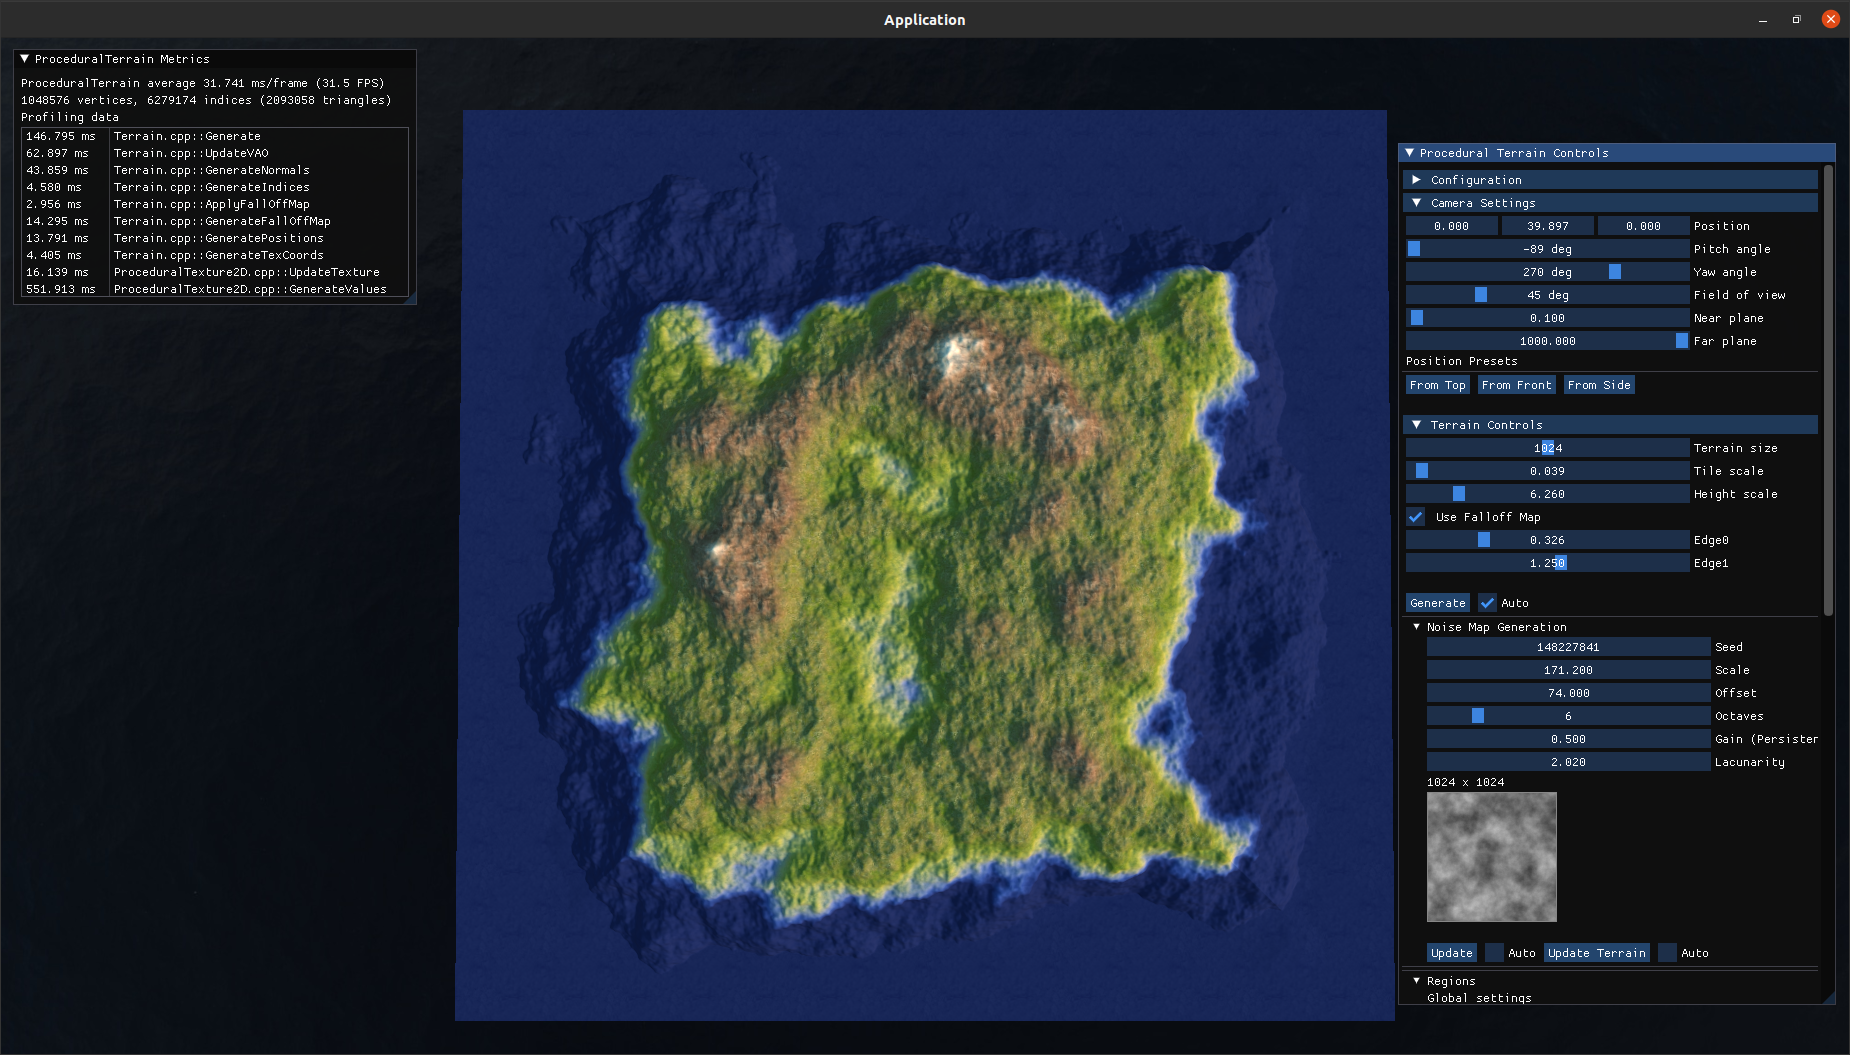 Application
ProceduralTerrain Metrics
ProceduralTerrain average 31.741 ms/frame (31.5 FPS)
1048576 vertices, 6279174 indices (2093058 triangles)
Profiling data
146.795 ms Terrain.cpp::Generate
62.897 ms Terrain.cpp::UpdateVAO
43.859 ms Terrain.cpp::GenerateNormals
4.580 ms Terrain.cpp::GenerateIndices
2.956 ms Terrain.cpp::ApplyFallOffMap
14.295 ms Terrain.cpp::GenerateFallOffMap
13.791 ms Terrain.cpp::GeneratePositions
4.405 ms Terrain.cpp::GenerateTexCoords
16.139 ms ProceduralTexture2D.cpp::UpdateTexture
551.913 ms ProceduralTexture2D.cpp::GenerateValues
Procedural Terrain Controls
Configuration
Camera Settings
0.000 39.897 0.000 Position
-89 deg Pitch angle
270 deg Yaw angle
45 deg Field of view
0.100 Near plane
1000.000 Far plane
Position Presets
From Top From Front From Side
Terrain Controls
1024 Terrain size
0.039 Tile scale
6.260 Height scale
Use Falloff Map
0.326 Edge0
1.250 Edge1
Generate Auto
Noise Map Generation
148227841 Seed
171.200 Scale
74.000 Offset
6 Octaves
0.500 Gain (Persister
2.020 Lacunarity
1024 x 1024
Update Auto Update Terrain Auto
Regions
Global settings